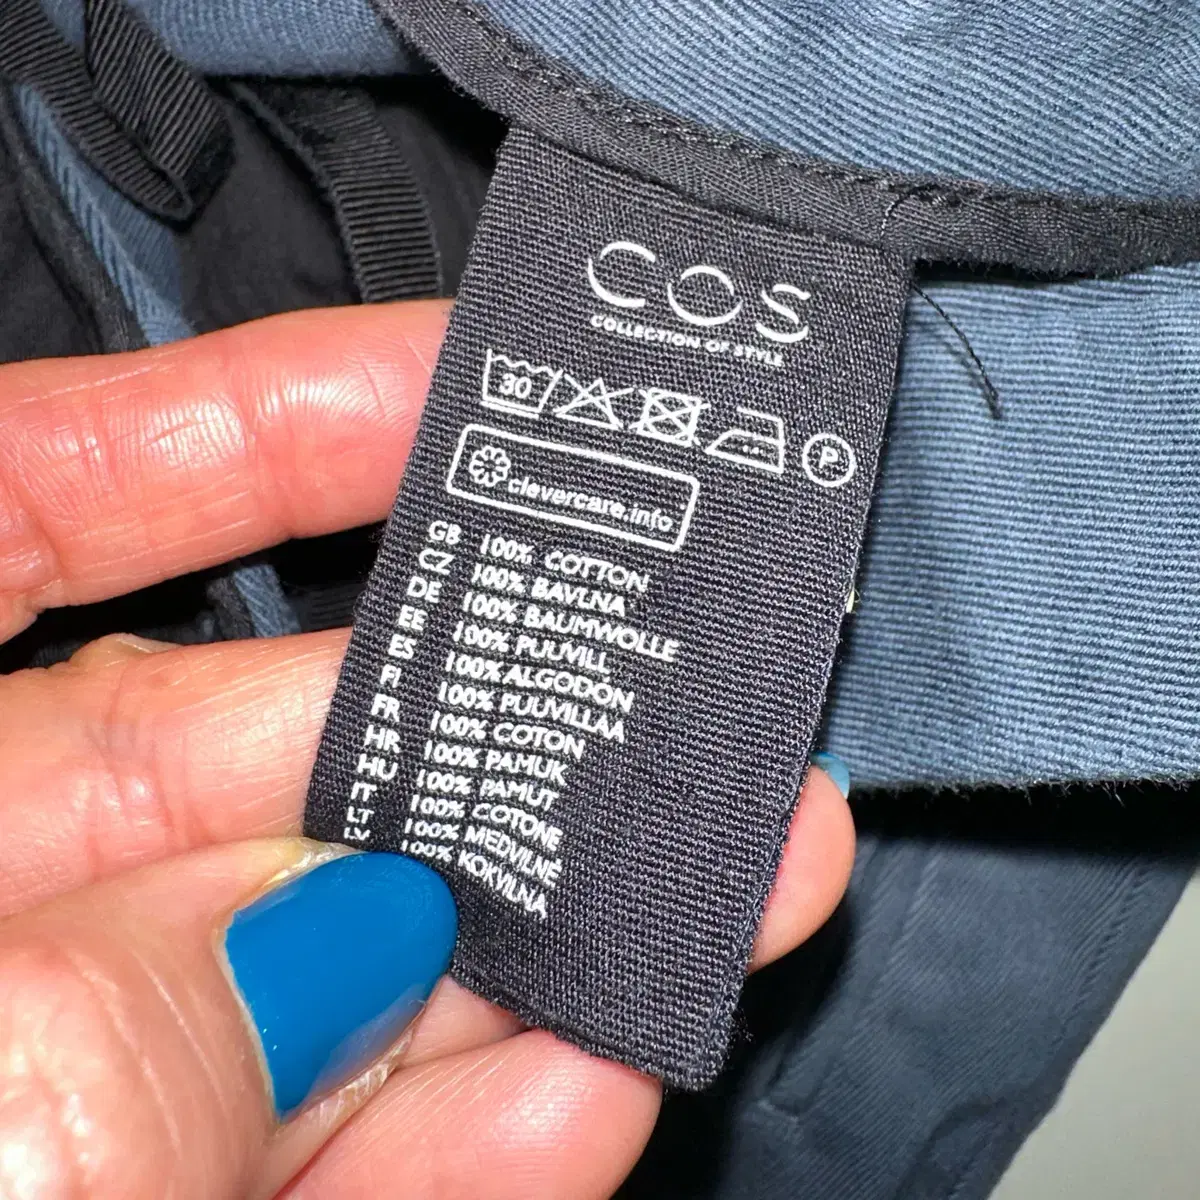 COS
COLLECTION OF STYLE
30
P
clevercare.info
GB 100% COTTON
CZ 100% BAVLNA
DE 100% BAUMWOLLE
EE 100% PUUVILL
ES 100% ALGODON
FI 100% PUUVILLAA
FR 100% COTON
HR 100% PAMUK
HU 100% PAMUT
IT 100% COTONE
LT 100% MEDVILNĖ
LV 100% KOKVILNA